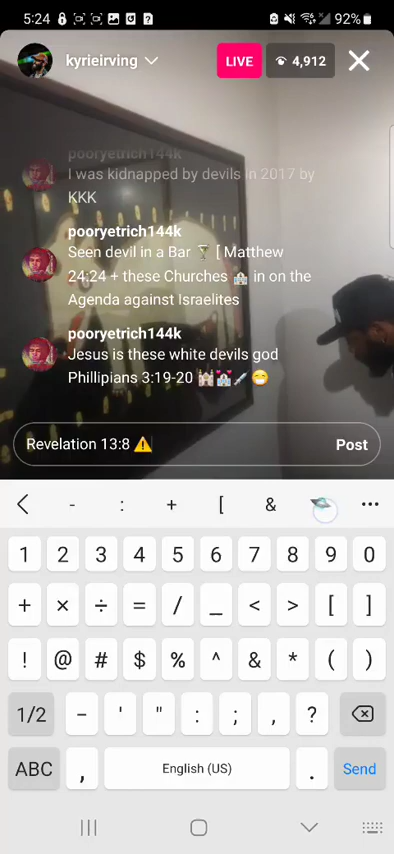 5:24
92%
kyrieirving
LIVE
4,912
pooryetrich144k
I was kidnapped by devils in 2017 by
KKK
pooryetrich144k
Seen devil in a Bar 🍸 [ Matthew
24:24 + these Churches 💒 in on the
Agenda against Israelites
pooryetrich144k
Jesus is these white devils god
Phillipians 3:19-20 🕌💒💉😷
Revelation 13:8 ⚠️
Post
- : + [ & 🛸 ...
1 2 3 4 5 6 7 8 9 0
+ × ÷ = / _ < > [ ]
! @ # $ % ^ & * ( )
1/2 - ' " : ; , ?
ABC , English (US) . Send